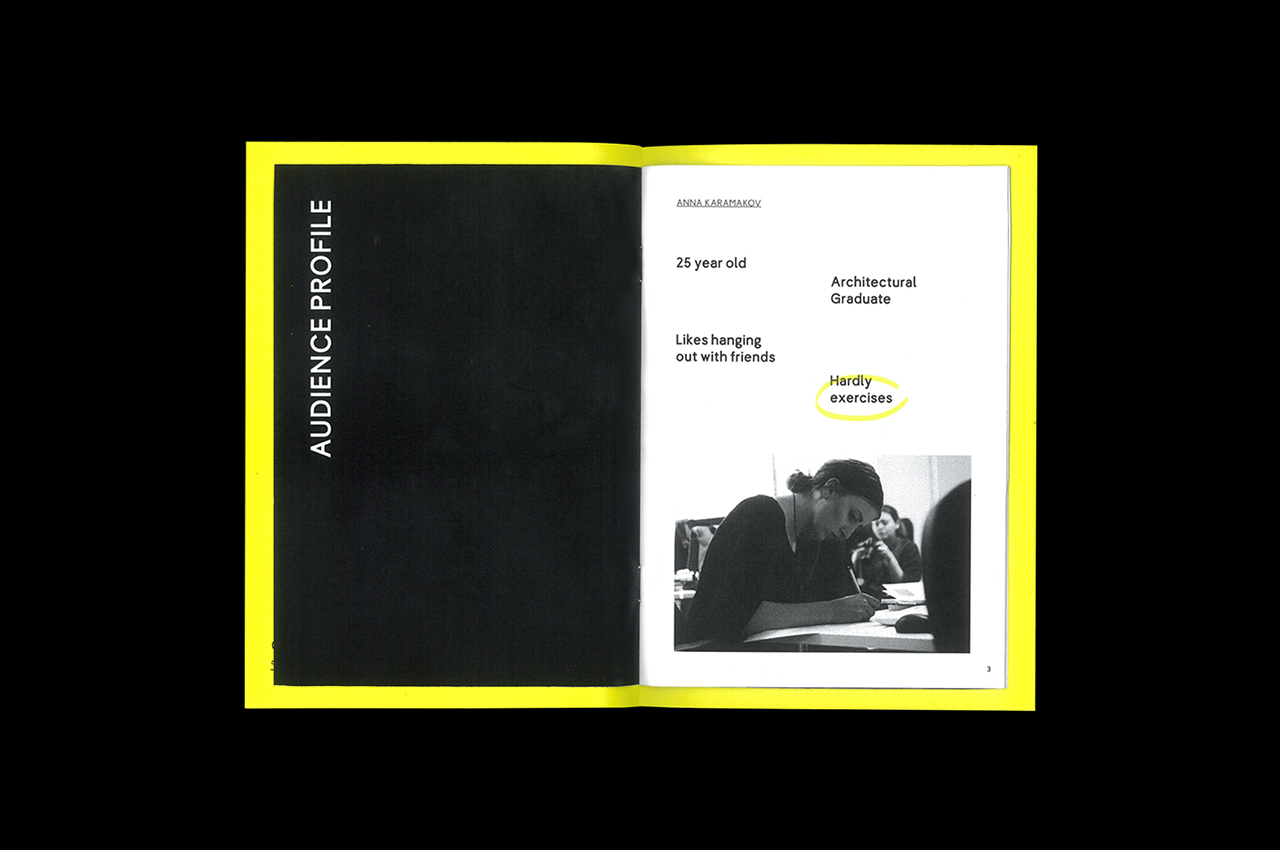 AUDIENCE PROFILE
ANNA KARAMAKOV
25 year old
Architectural
Graduate
Likes hanging
out with friends
Hardly
exercises
3